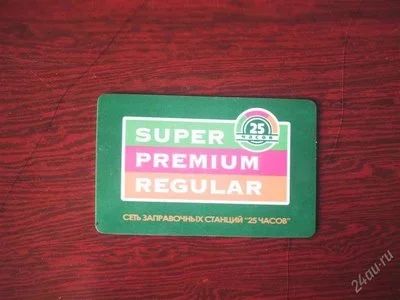 25
часов
SUPER
PREMIUM
REGULAR
СЕТЬ ЗАПРАВОЧНЫХ СТАНЦИЙ "25 ЧАСОВ"
24au.ru